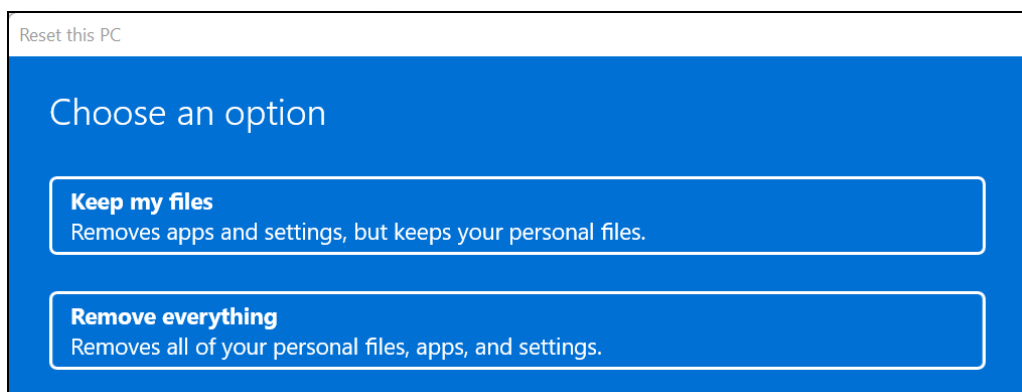 Reset this PC
Choose an option
Keep my files
Removes apps and settings, but keeps your personal files.
Remove everything
Removes all of your personal files, apps, and settings.